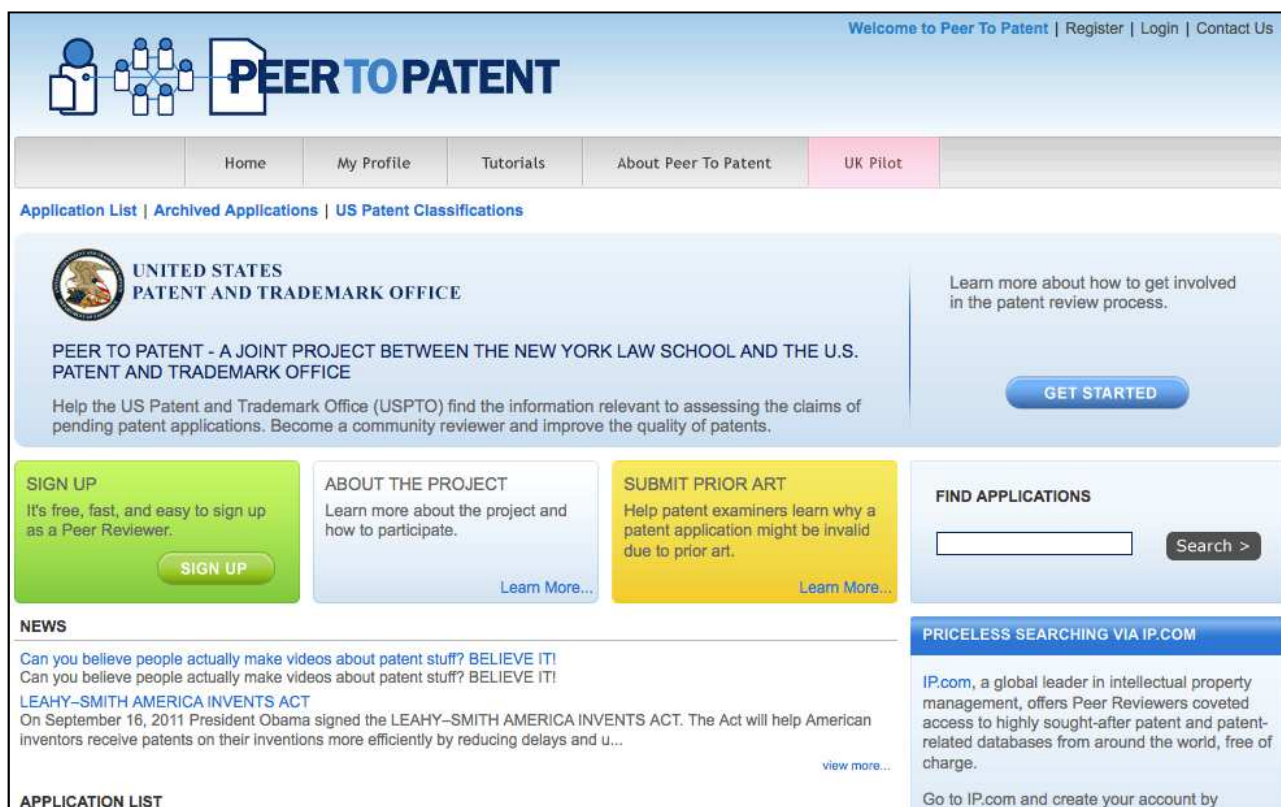 Welcome to Peer To Patent | Register | Login | Contact Us
PEERTOPATENT
Home
My Profile
Tutorials
About Peer To Patent
UK Pilot
Application List | Archived Applications | US Patent Classifications
UNITED STATES
PATENT AND TRADEMARK OFFICE
PEER TO PATENT - A JOINT PROJECT BETWEEN THE NEW YORK LAW SCHOOL AND THE U.S.
PATENT AND TRADEMARK OFFICE
Help the US Patent and Trademark Office (USPTO) find the information relevant to assessing the claims of
pending patent applications. Become a community reviewer and improve the quality of patents.
Learn more about how to get involved
in the patent review process.
GET STARTED
SIGN UP
It's free, fast, and easy to sign up
as a Peer Reviewer.
SIGN UP
ABOUT THE PROJECT
Learn more about the project and
how to participate.
Learn More...
SUBMIT PRIOR ART
Help patent examiners learn why a
patent application might be invalid
due to prior art.
Learn More...
FIND APPLICATIONS
Search >
NEWS
Can you believe people actually make videos about patent stuff? BELIEVE IT!
Can you believe people actually make videos about patent stuff? BELIEVE IT!
LEAHY–SMITH AMERICA INVENTS ACT
On September 16, 2011 President Obama signed the LEAHY–SMITH AMERICA INVENTS ACT. The Act will help American
inventors receive patents on their inventions more efficiently by reducing delays and u...
view more...
APPLICATION LIST
PRICELESS SEARCHING VIA IP.COM
IP.com, a global leader in intellectual property
management, offers Peer Reviewers coveted
access to highly sought-after patent and patent-
related databases from around the world, free of
charge.
Go to IP.com and create your account by